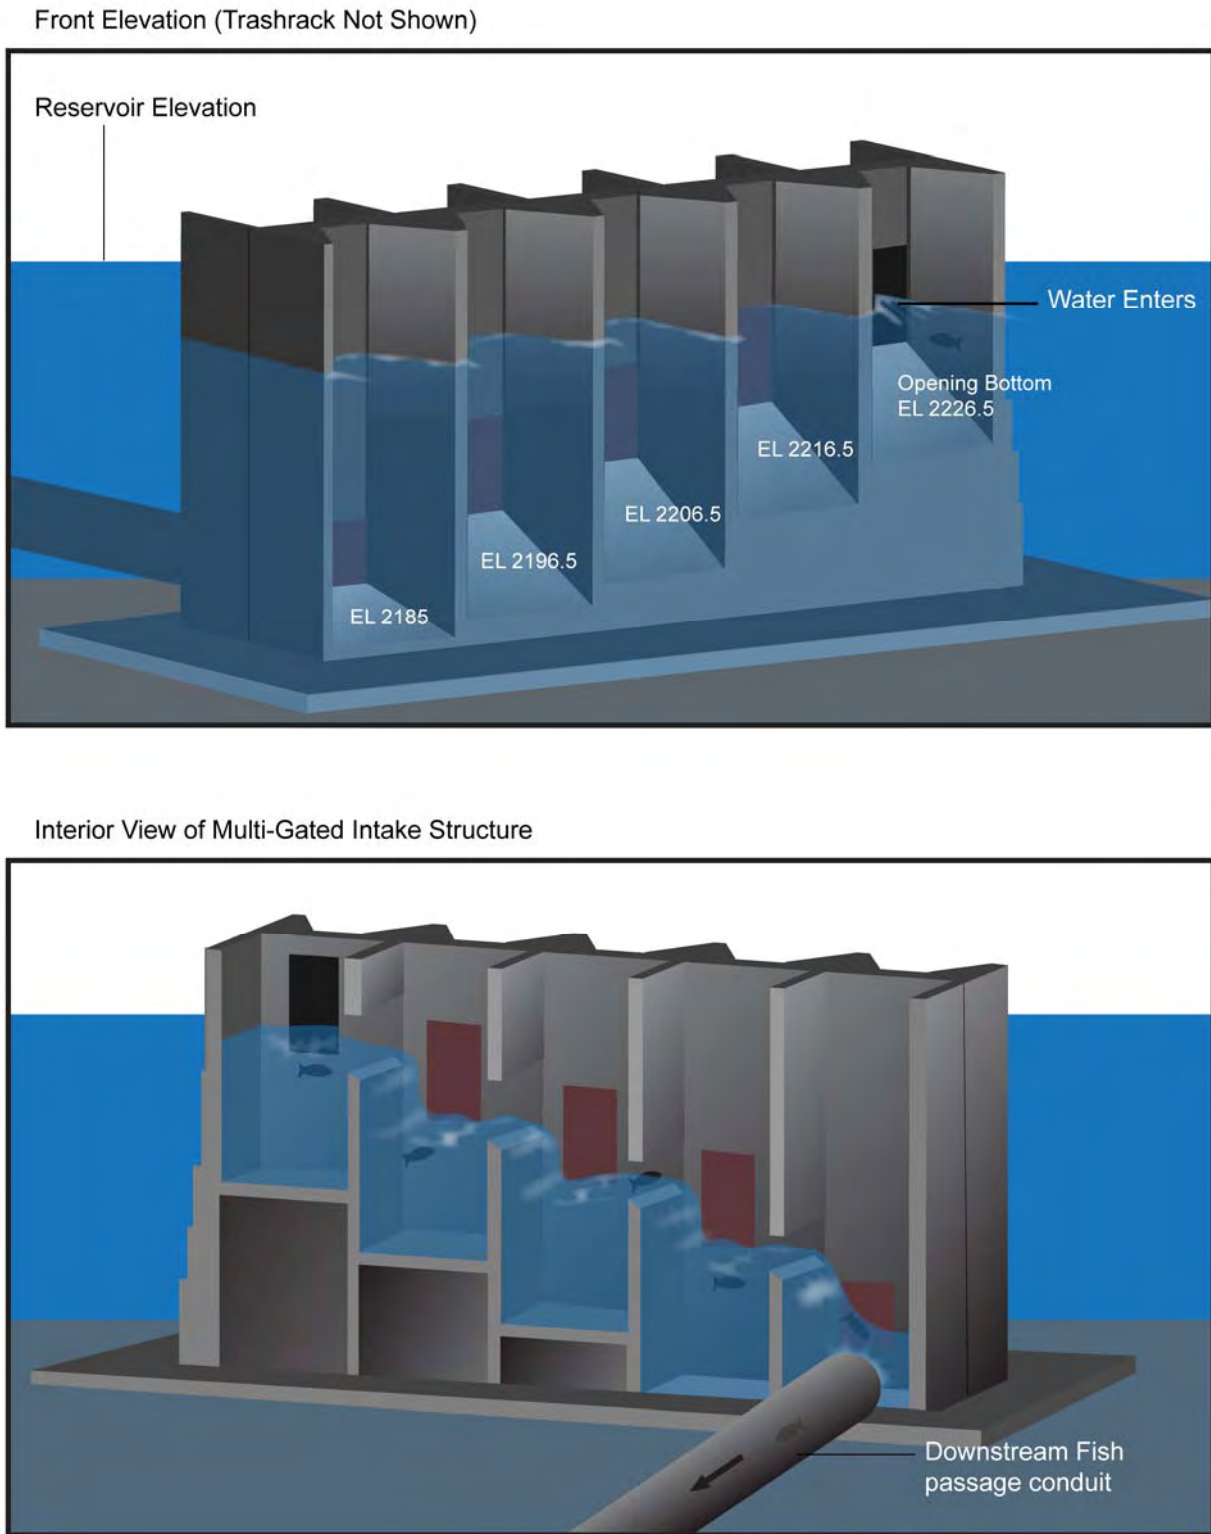 Front Elevation (Trashrack Not Shown)
Reservoir Elevation
Water Enters
Opening Bottom
EL 2226.5
EL 2216.5
EL 2206.5
EL 2196.5
EL 2185
Interior View of Multi-Gated Intake Structure
Downstream Fish
passage conduit